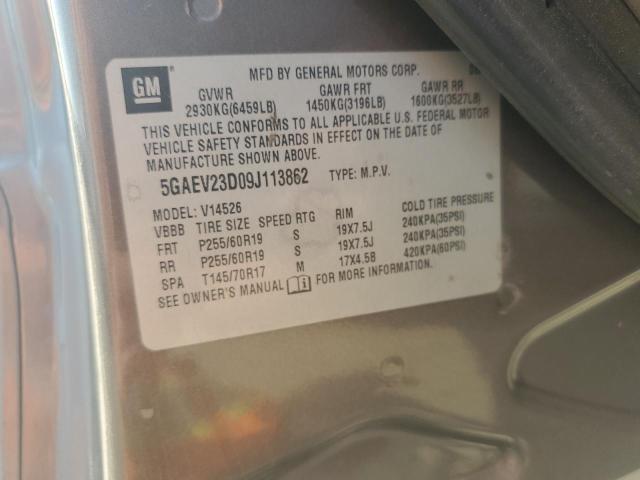 GM
MFD BY GENERAL MOTORS CORP.
GVWR GAWR FRT GAWR RR
2930KG(6459LB) 1450KG(3196LB) 1600KG(3527LB)
THIS VEHICLE CONFORMS TO ALL APPLICABLE U.S. FEDERAL MOTOR
VEHICLE SAFETY STANDARDS IN EFFECT ON THE DATE OF
MANUFACTURE SHOWN ABOVE.
5GAEV23D09J113862 TYPE: M.P.V.
MODEL: V14526
VBBB TIRE SIZE SPEED RTG RIM COLD TIRE PRESSURE
FRT P255/60R19 S 19X7.5J 240KPA(35PSI)
RR P255/60R19 S 19X7.5J 240KPA(35PSI)
SPA T145/70R17 M 17X4.5B 420KPA(60PSI)
SEE OWNER'S MANUAL FOR MORE INFORMATION.